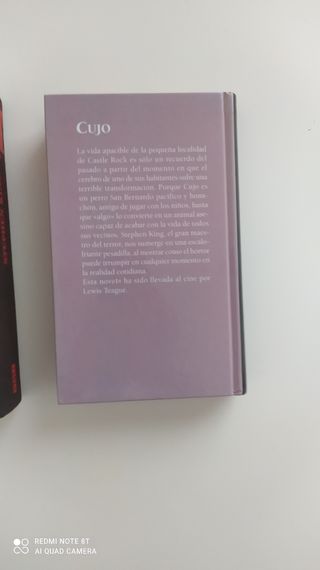 CUJO
La vida apacible de la pequeña localidad
de Castle Rock es sólo un recuerdo del
pasado a partir del momento en que el
cerebro de uno de sus habitantes sufre una
terrible transformación. Porque Cujo es
un perro San Bernardo pacífico y bona-
chón, amigo de jugar con los niños, hasta
que «algo» lo convierte en un animal ase-
sino capaz de acabar con la vida de todos
sus vecinos. Stephen King, el gran maes-
tro del terror, nos sumerge en una escalo-
friante pesadilla, al mostrar como el horror
puede irrumpir en cualquier momento en
la realidad cotidiana.
Esta novela ha sido llevada al cine por
Lewis Teague.
REDMI NOTE 8T
AI QUAD CAMERA